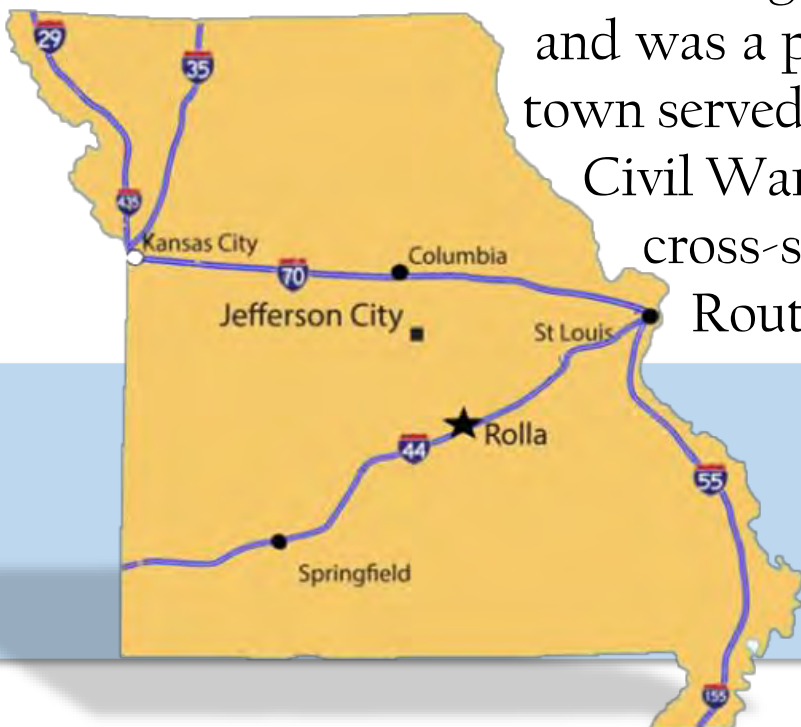 and was a p
town served
Civil War
cross-s
Rout
29
35
435
Kansas City
70
Columbia
Jefferson City
St Louis
Rolla
44
55
Springfield
155